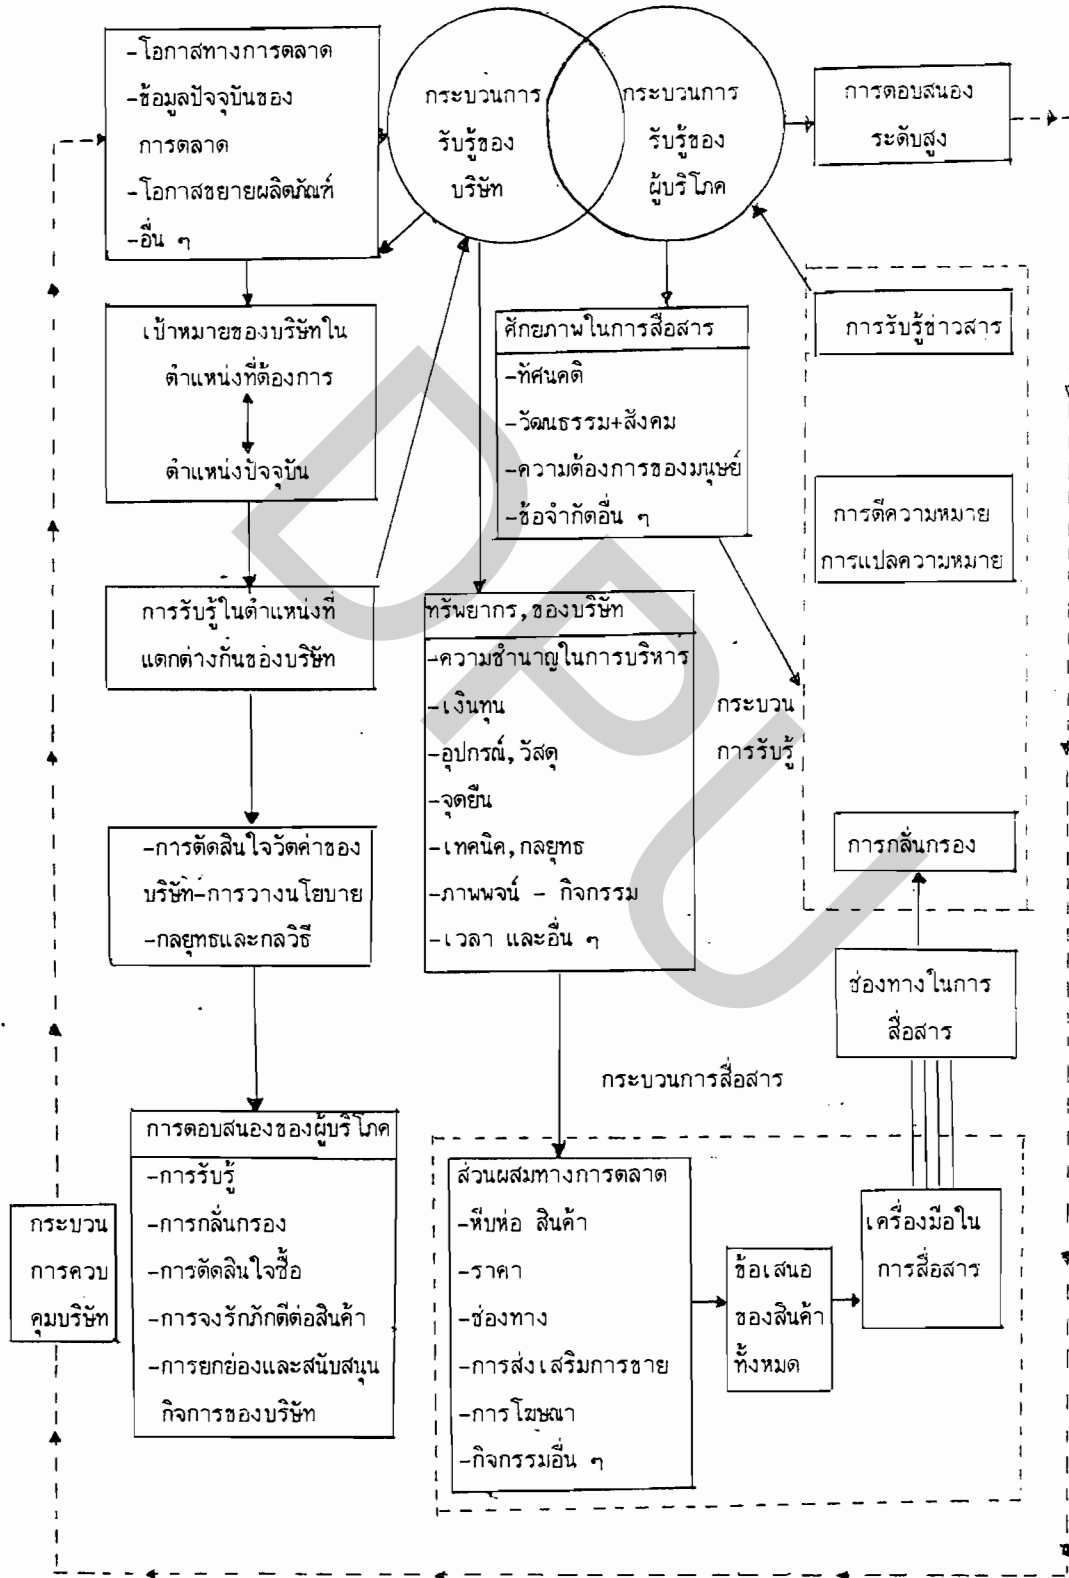 -โอกาสทางการตลาด
-ข้อมูลปัจจุบันของ
การตลาด
-โอกาสขยายผลิตภัณฑ์
-อื่น ๆ
กระบวนการ
รับรู้ของ
บริษัท
กระบวนการ
รับรู้ของ
ผู้บริโภค
การตอบสนอง
ระดับสูง
เป้าหมายของบริษัทใน
ตำแหน่งที่ต้องการ
ตำแหน่งปัจจุบัน
ศักยภาพในการสื่อสาร
-ทัศนคติ
-วัฒนธรรม+สังคม
-ความต้องการของมนุษย์
-ข้อจำกัดอื่น ๆ
การรับรู้ข่าวสาร
การตีความหมาย
การแปลความหมาย
การรับรู้ในตำแหน่งที่
แตกต่างกันของบริษัท
ทรัพยากร,ของบริษัท
-ความชำนาญในการบริหาร
-เงินทุน
-อุปกรณ์,วัสดุ
-จุดยืน
-เทคนิค,กลยุทธ
-ภาพพจน์ - กิจกรรม
-เวลา และอื่น ๆ
กระบวน
การรับรู้
การกลั่นกรอง
-การตัดสินใจวัดค่าของ
บริษัท-การวางนโยบาย
-กลยุทธและกลวิธี
ช่องทางในการ
สื่อสาร
กระบวนการสื่อสาร
การตอบสนองของผู้บริโภค
-การรับรู้
-การกลั่นกรอง
-การตัดสินใจซื้อ
-การจงรักภักดีต่อสินค้า
-การยกย่องและสนับสนุน
กิจการของบริษัท
กระบวน
การควบ
คุมบริษัท
ส่วนผสมทางการตลาด
-หีบห่อ สินค้า
-ราคา
-ช่องทาง
-การส่งเสริมการขาย
-การโฆษณา
-กิจกรรมอื่น ๆ
ข้อเสนอ
ของสินค้า
ทั้งหมด
เครื่องมือใน
การสื่อสาร
DPU